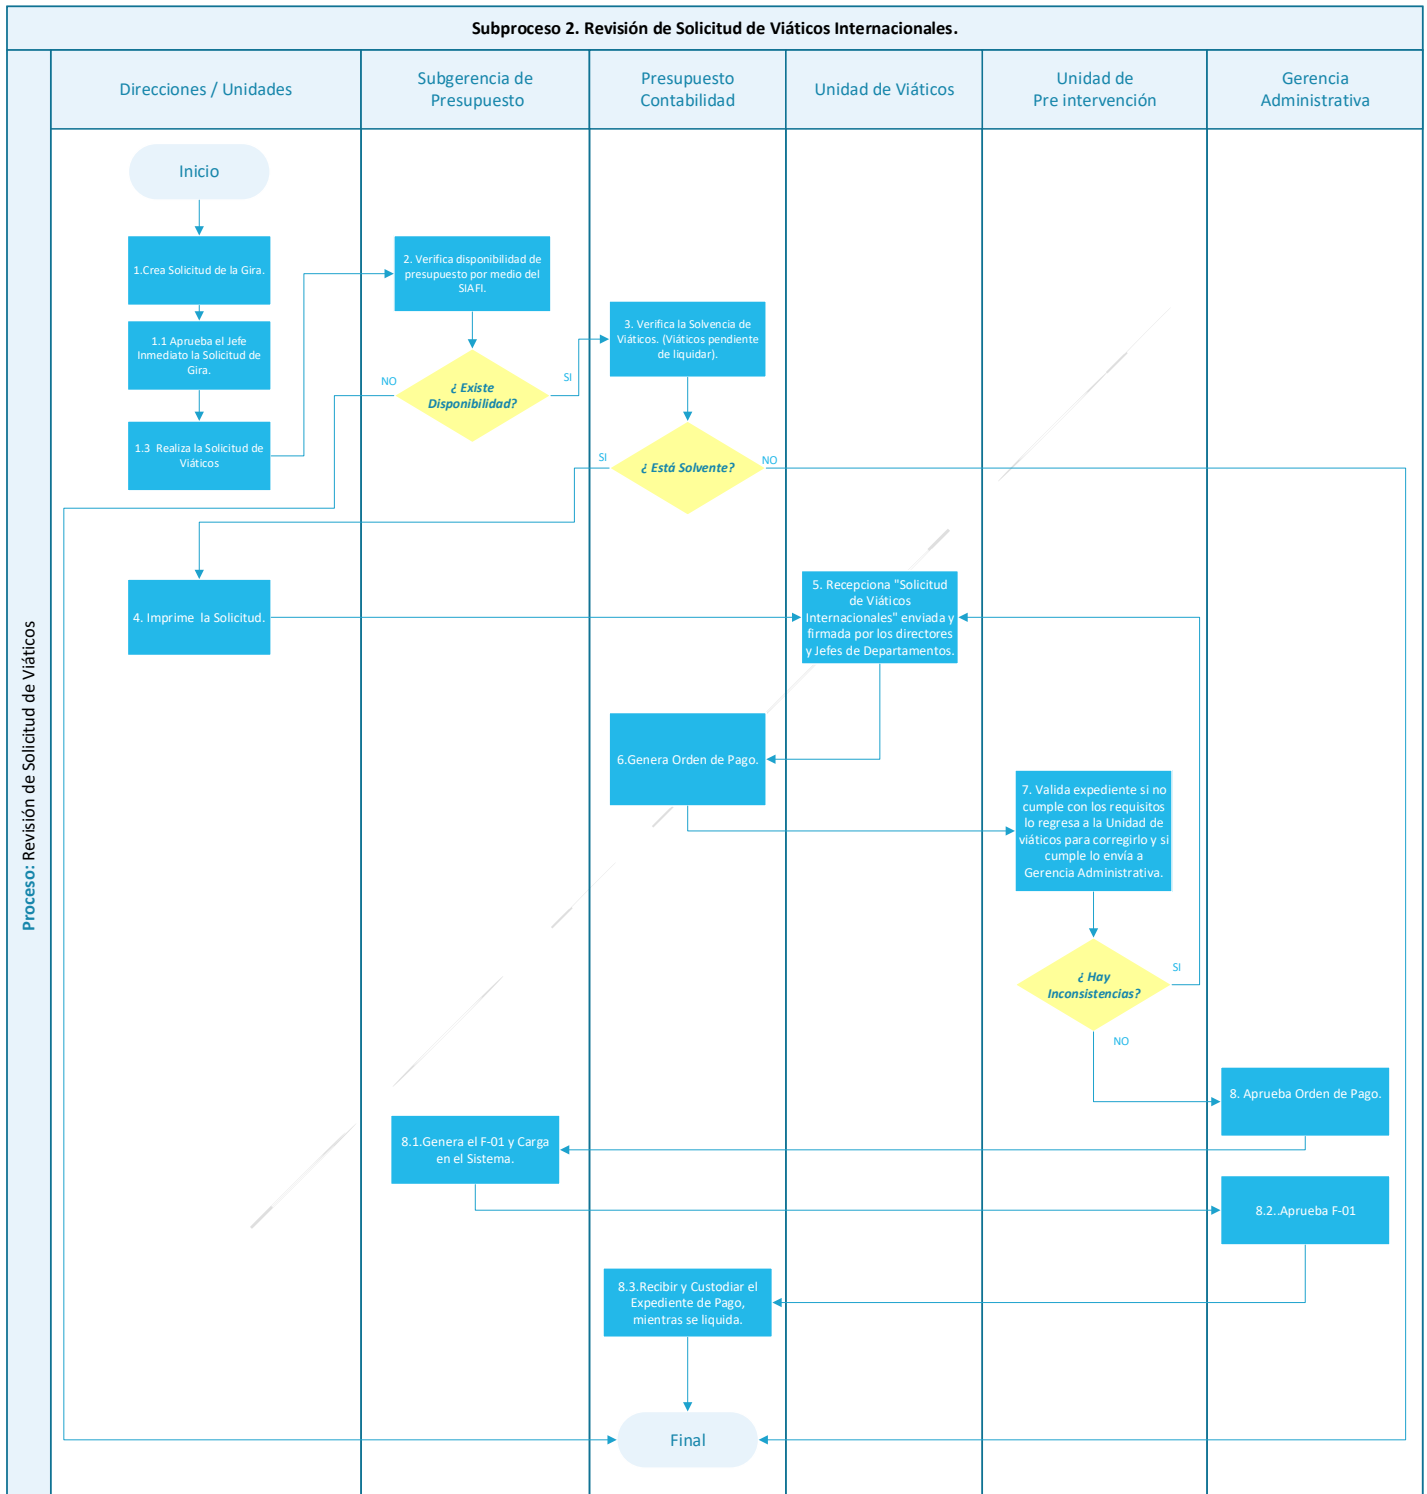 Subproceso 2. Revisión de Solicitud de Viáticos Internacionales.
Proceso: Revisión de Solicitud de Viáticos
Direcciones / Unidades
Subgerencia de
Presupuesto
Presupuesto
Contabilidad
Unidad de Viáticos
Unidad de
Pre intervención
Gerencia
Administrativa
Inicio
1.Crea Solicitud de la Gira.
1.1 Aprueba el Jefe
Inmediato la Solicitud de
Gira.
1.3 Realiza la Solicitud de
Viáticos
2. Verifica disponibilidad de
presupuesto por medio del
SIAFI.
NO
¿ Existe
Disponibilidad?
SI
3. Verifica la Solvencia de
Viáticos. (Viáticos pendiente
de liquidar).
SI
¿ Está Solvente?
NO
4. Imprime la Solicitud.
5. Recepciona "Solicitud
de Viáticos
Internacionales" enviada y
firmada por los directores
y Jefes de Departamentos.
6.Genera Orden de Pago.
7. Valida expediente si no
cumple con los requisitos
lo regresa a la Unidad de
viáticos para corregirlo y si
cumple lo envía a
Gerencia Administrativa.
¿ Hay
Inconsistencias?
SI
NO
8. Aprueba Orden de Pago.
8.1.Genera el F-01 y Carga
en el Sistema.
8.2..Aprueba F-01
8.3.Recibir y Custodiar el
Expediente de Pago,
mientras se liquida.
Final